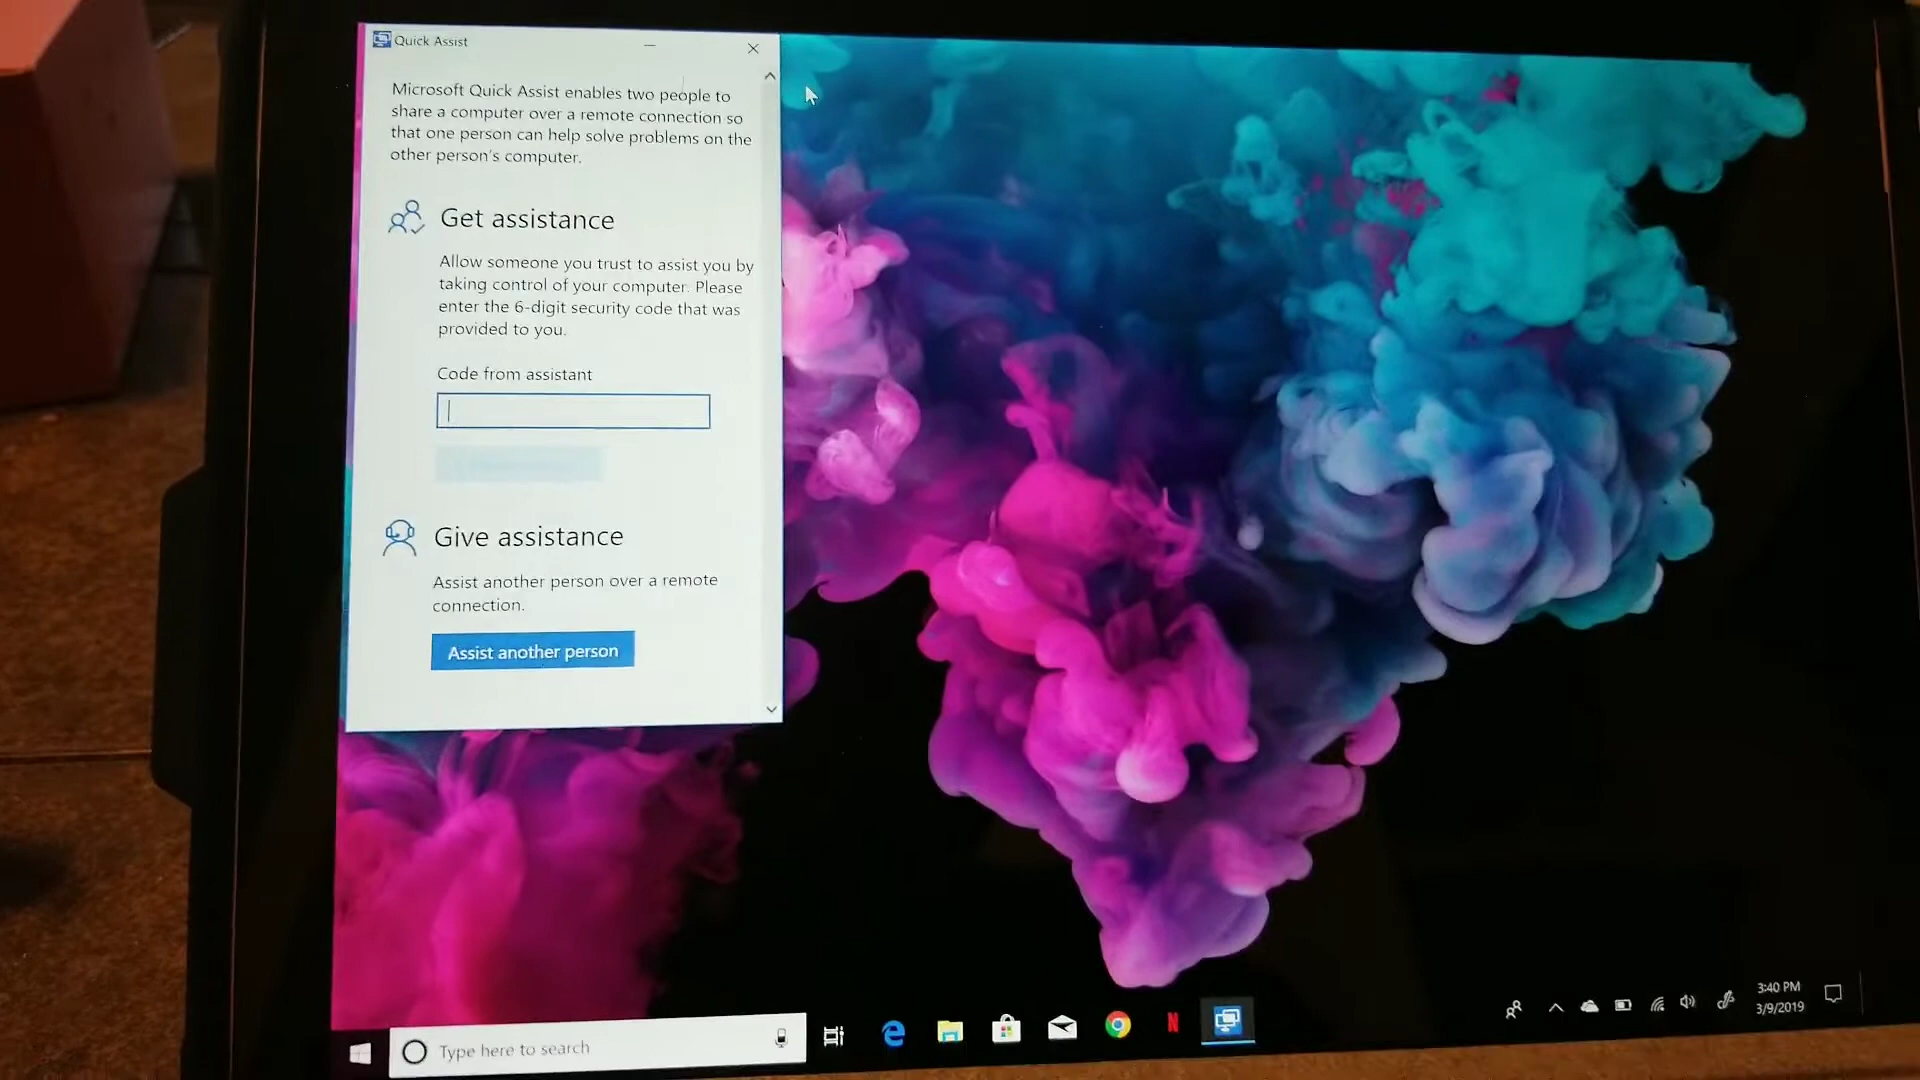 Quick Assist
Microsoft Quick Assist enables two people to
share a computer over a remote connection so
that one person can help solve problems on the
other person's computer.
Get assistance
Allow someone you trust to assist you by
taking control of your computer. Please
enter the 6-digit security code that was
provided to you.
Code from assistant
Give assistance
Assist another person over a remote
connection.
Assist another person
Type here to search
N
3:40 PM
3/9/2019